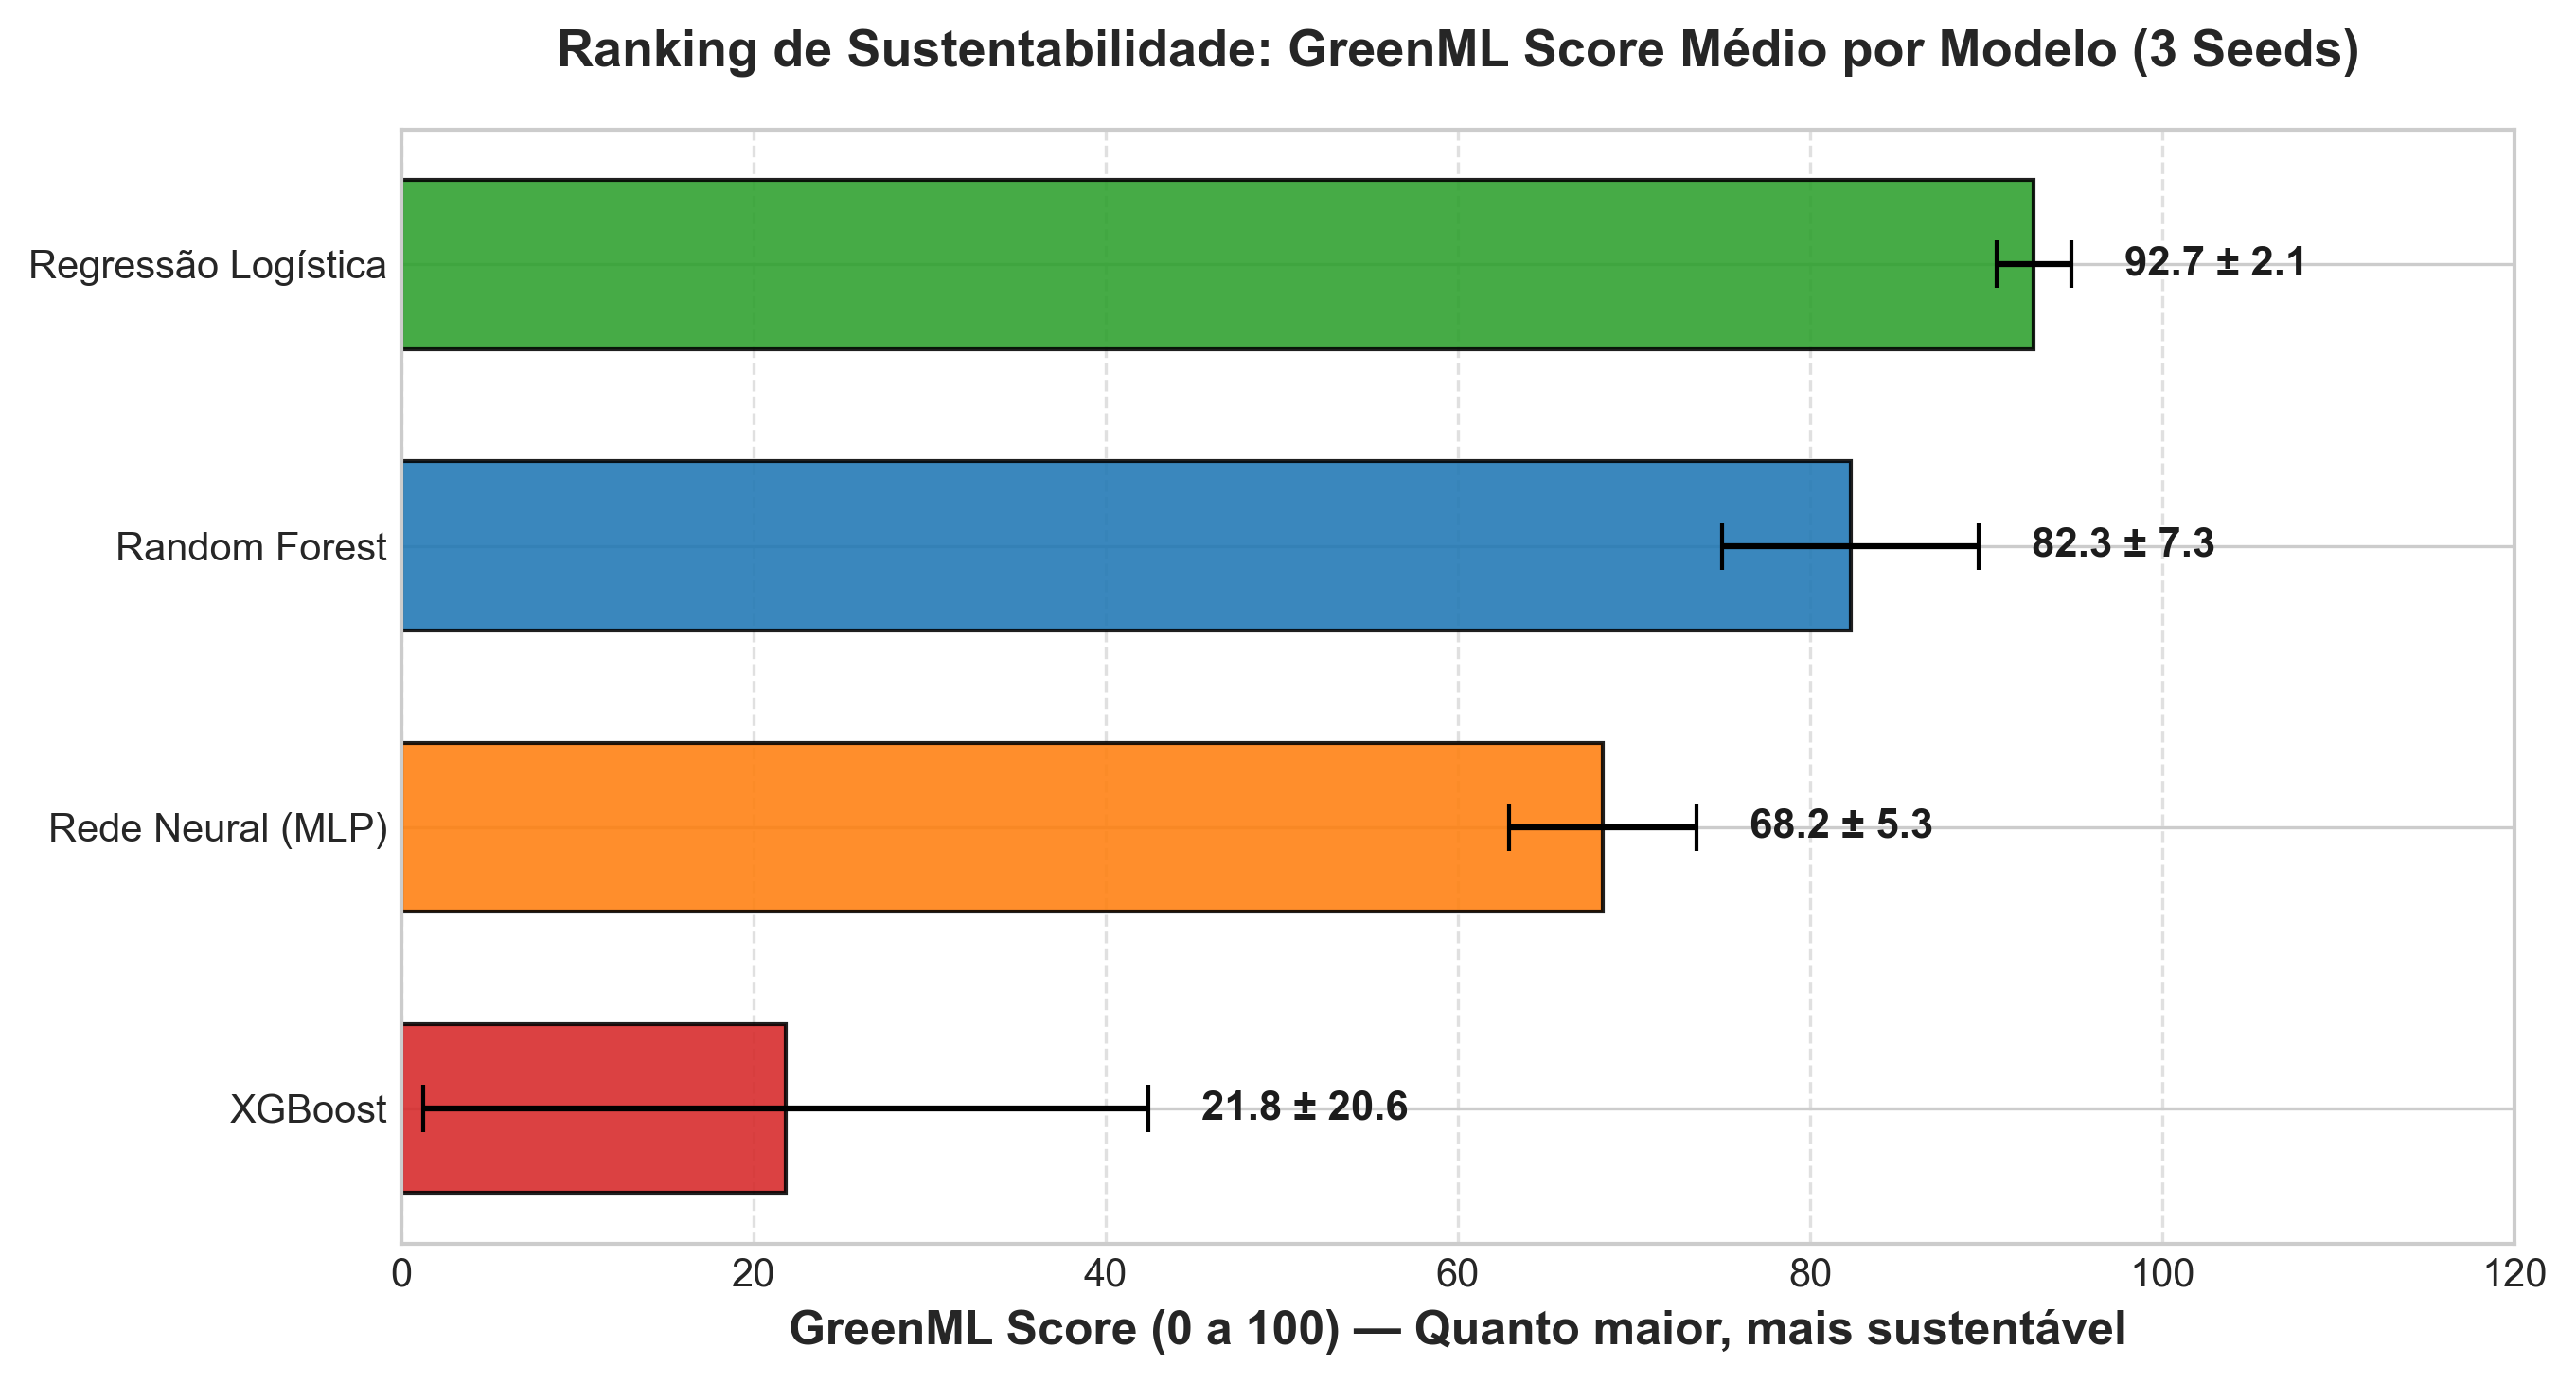 Ranking de Sustentabilidade: GreenML Score Médio por Modelo (3 Seeds)
Regressão Logística
92.7 ± 2.1
Random Forest
82.3 ± 7.3
Rede Neural (MLP)
68.2 ± 5.3
XGBoost
21.8 ± 20.6
0 20 40 60 80 100 120
GreenML Score (0 a 100) — Quanto maior, mais sustentável